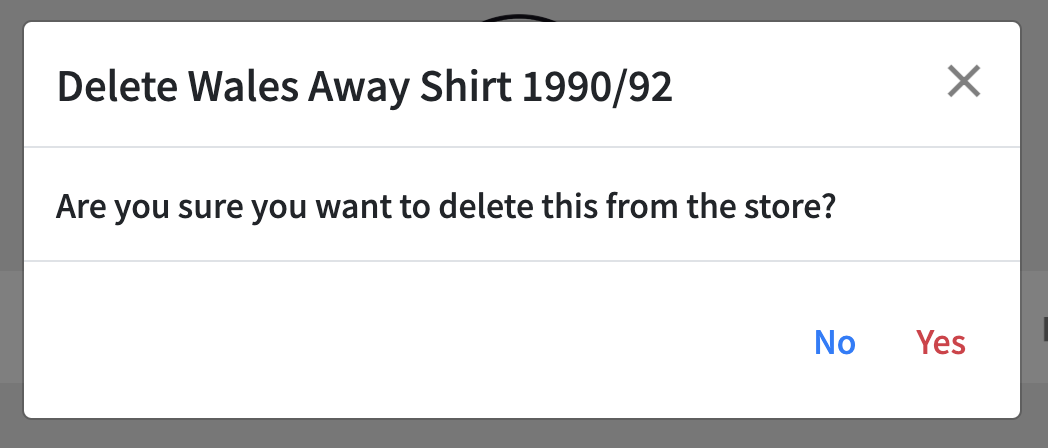 Delete Wales Away Shirt 1990/92
Are you sure you want to delete this from the store?
No Yes